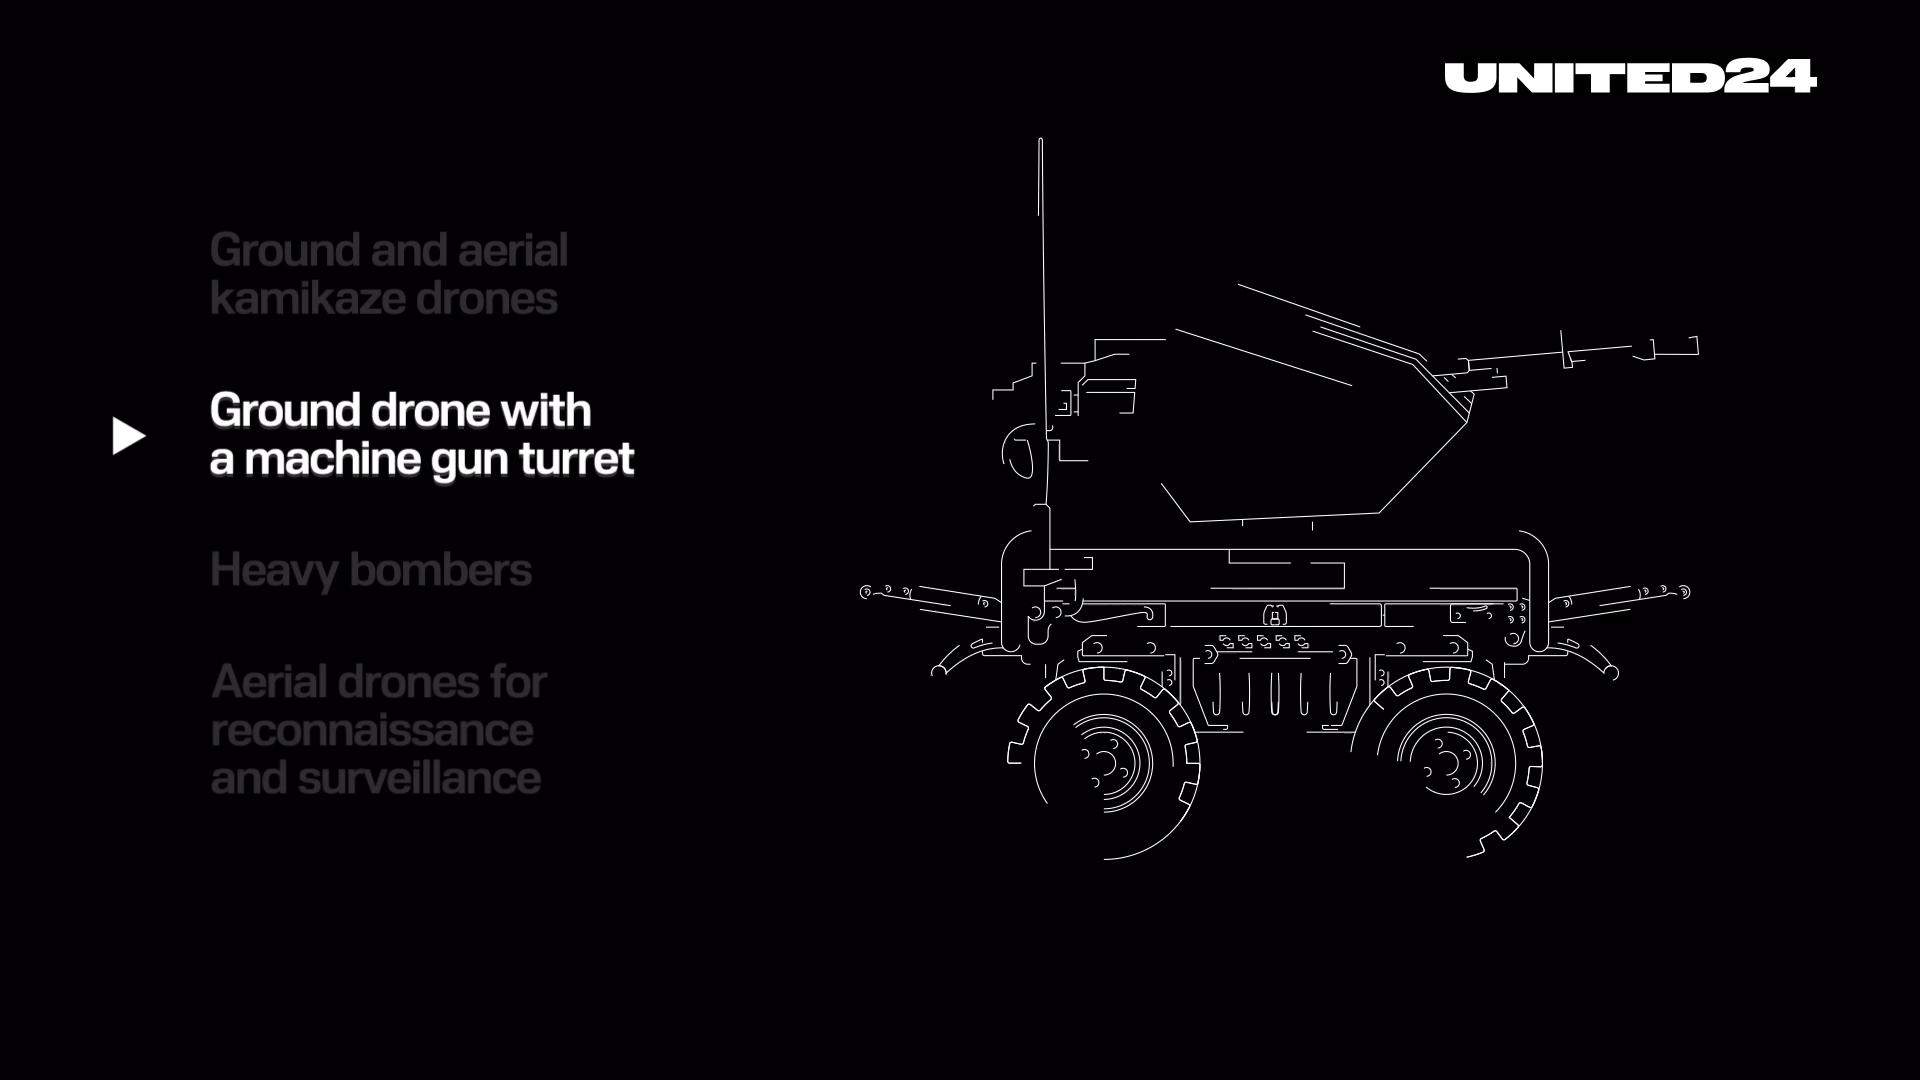 UNITED24
Ground and aerial
kamikaze drones
Ground drone with
a machine gun turret
Heavy bombers
Aerial drones for
reconnaissance
and surveillance